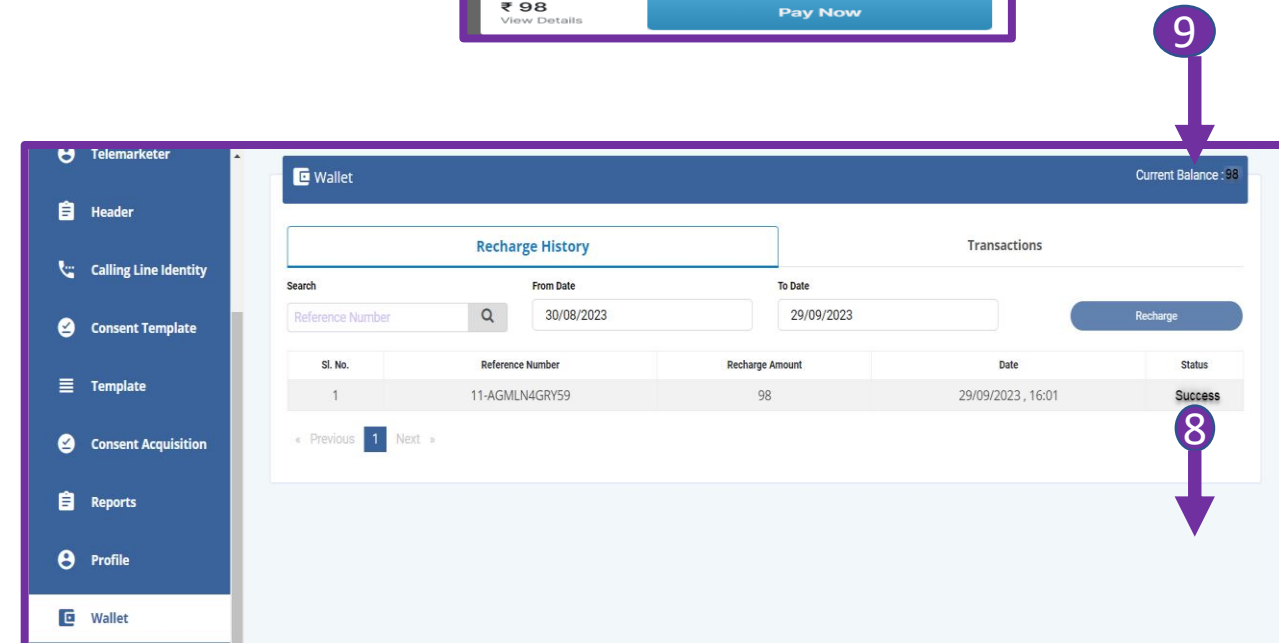 ₹ 98
View Details
Pay Now
9
Telemarketer
Wallet
Current Balance : 98
Header
Recharge History
Transactions
Calling Line Identity
Search
From Date
To Date
Reference Number
30/08/2023
29/09/2023
Recharge
Consent Template
Sl. No.
Reference Number
Recharge Amount
Date
Status
Template
1
11-AGMLN4GRY59
98
29/09/2023 , 16:01
Success
8
« Previous 1 Next »
Consent Acquisition
Reports
Profile
Wallet